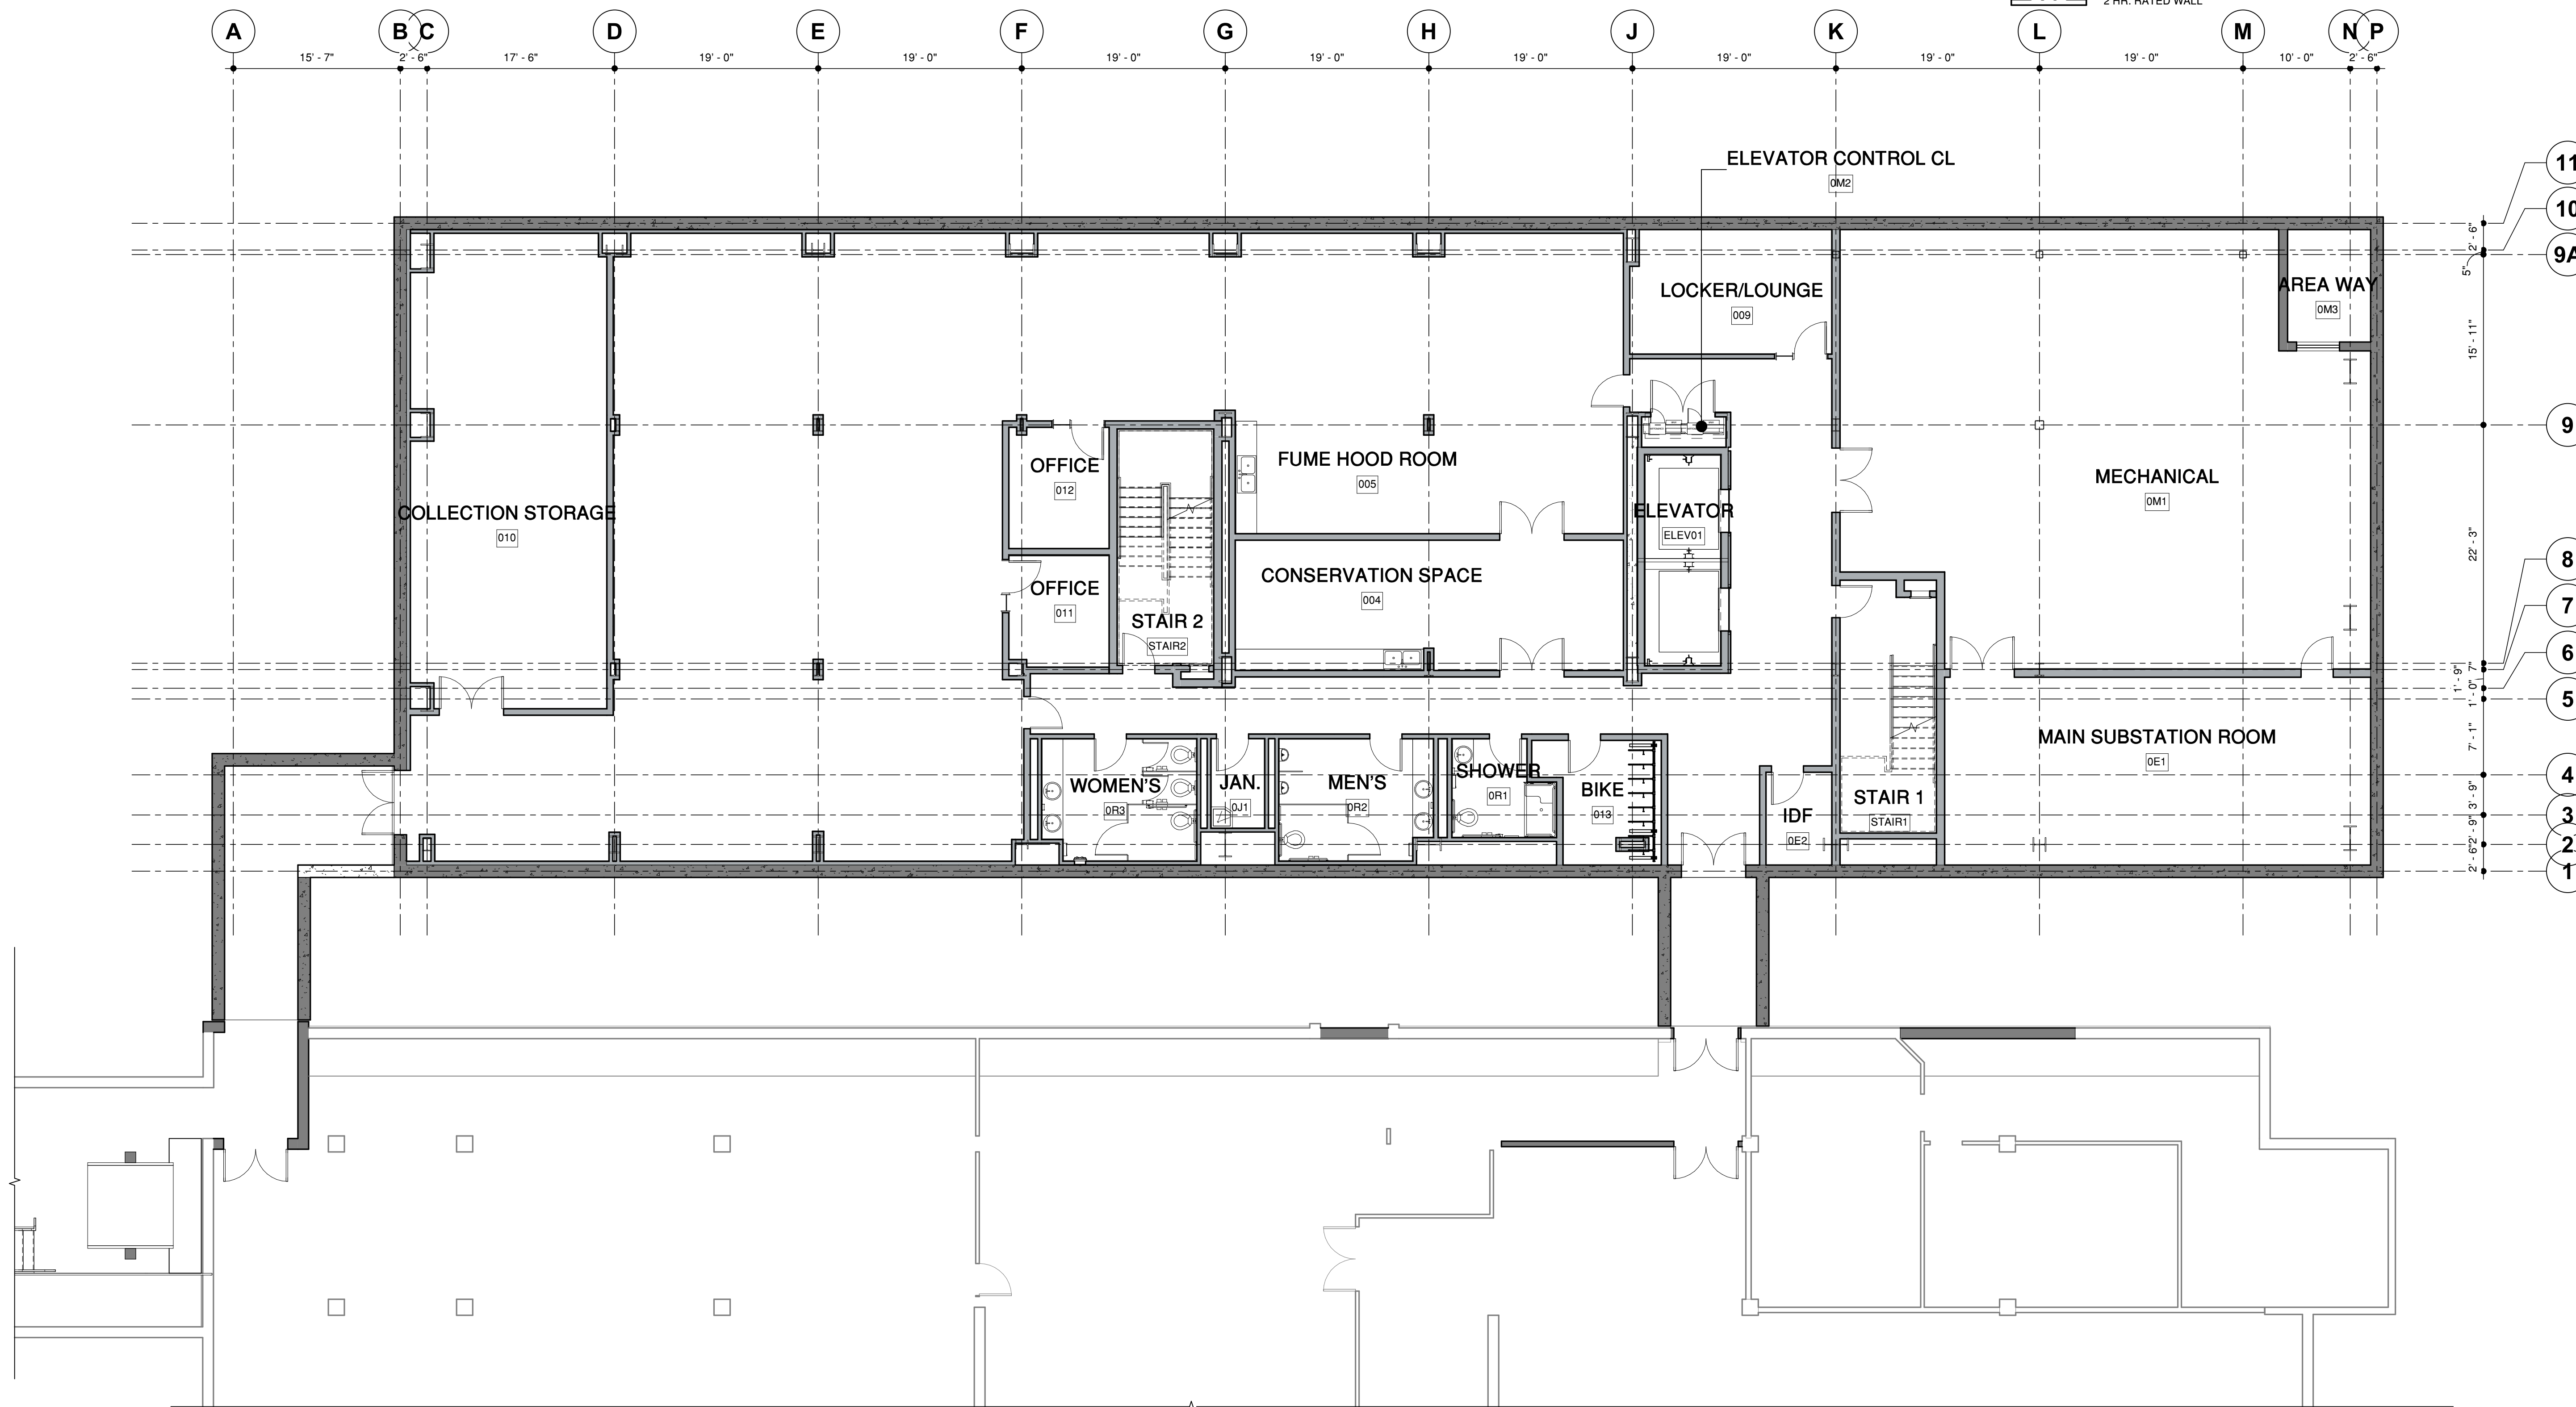 2 HR. RATED WALL
A B C D E F G H J K L M N P
15' - 7" 2' - 6" 17' - 6" 19' - 0" 19' - 0" 19' - 0" 19' - 0" 19' - 0" 19' - 0" 19' - 0" 19' - 0" 10' - 0" 2' - 6"
ELEVATOR CONTROL CL
0M2
11
10
9A
2' - 6"
5"
AREA WAY
0M3
LOCKER/LOUNGE
009
15' - 11"
9
OFFICE
012
FUME HOOD ROOM
005
MECHANICAL
0M1
COLLECTION STORAGE
010
ELEVATOR
ELEV01
22' - 3"
8
OFFICE
011
CONSERVATION SPACE
004
7
STAIR 2
STAIR2
6
7"
1' - 9"
1' - 0"
5
MAIN SUBSTATION ROOM
0E1
7' - 1"
WOMEN'S
0R3
JAN.
0J1
MEN'S
0R2
SHOWER
0R1
BIKE
013
4
STAIR 1
STAIR1
3' - 9"
IDF
0E2
3
2' - 9"
2
2' - 6"
1